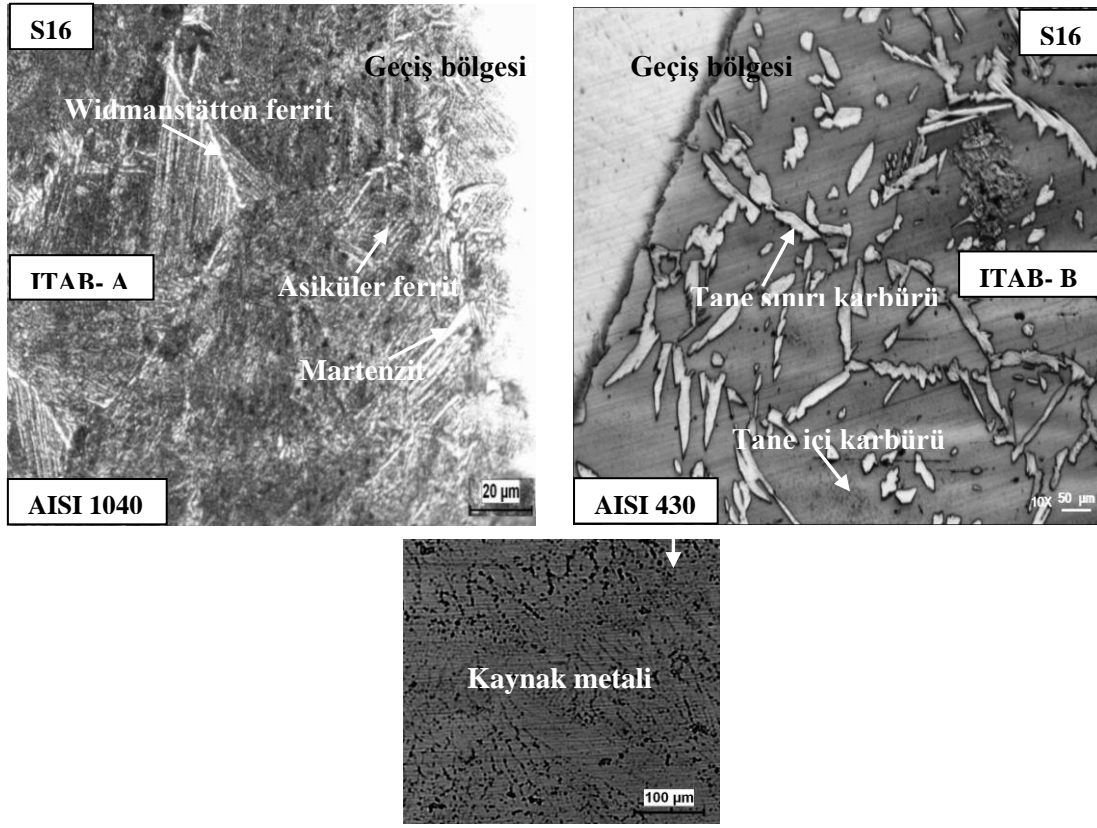 S16
Geçiş bölgesi
Widmanstätten ferrit
ITAB- A
Asiküler ferrit
Martenzit
AISI 1040
20 µm
S16
Geçiş bölgesi
Tane sınırı karbürü
ITAB- B
Tane içi karbürü
AISI 430
10X 50 µm
Kaynak metali
100 µm